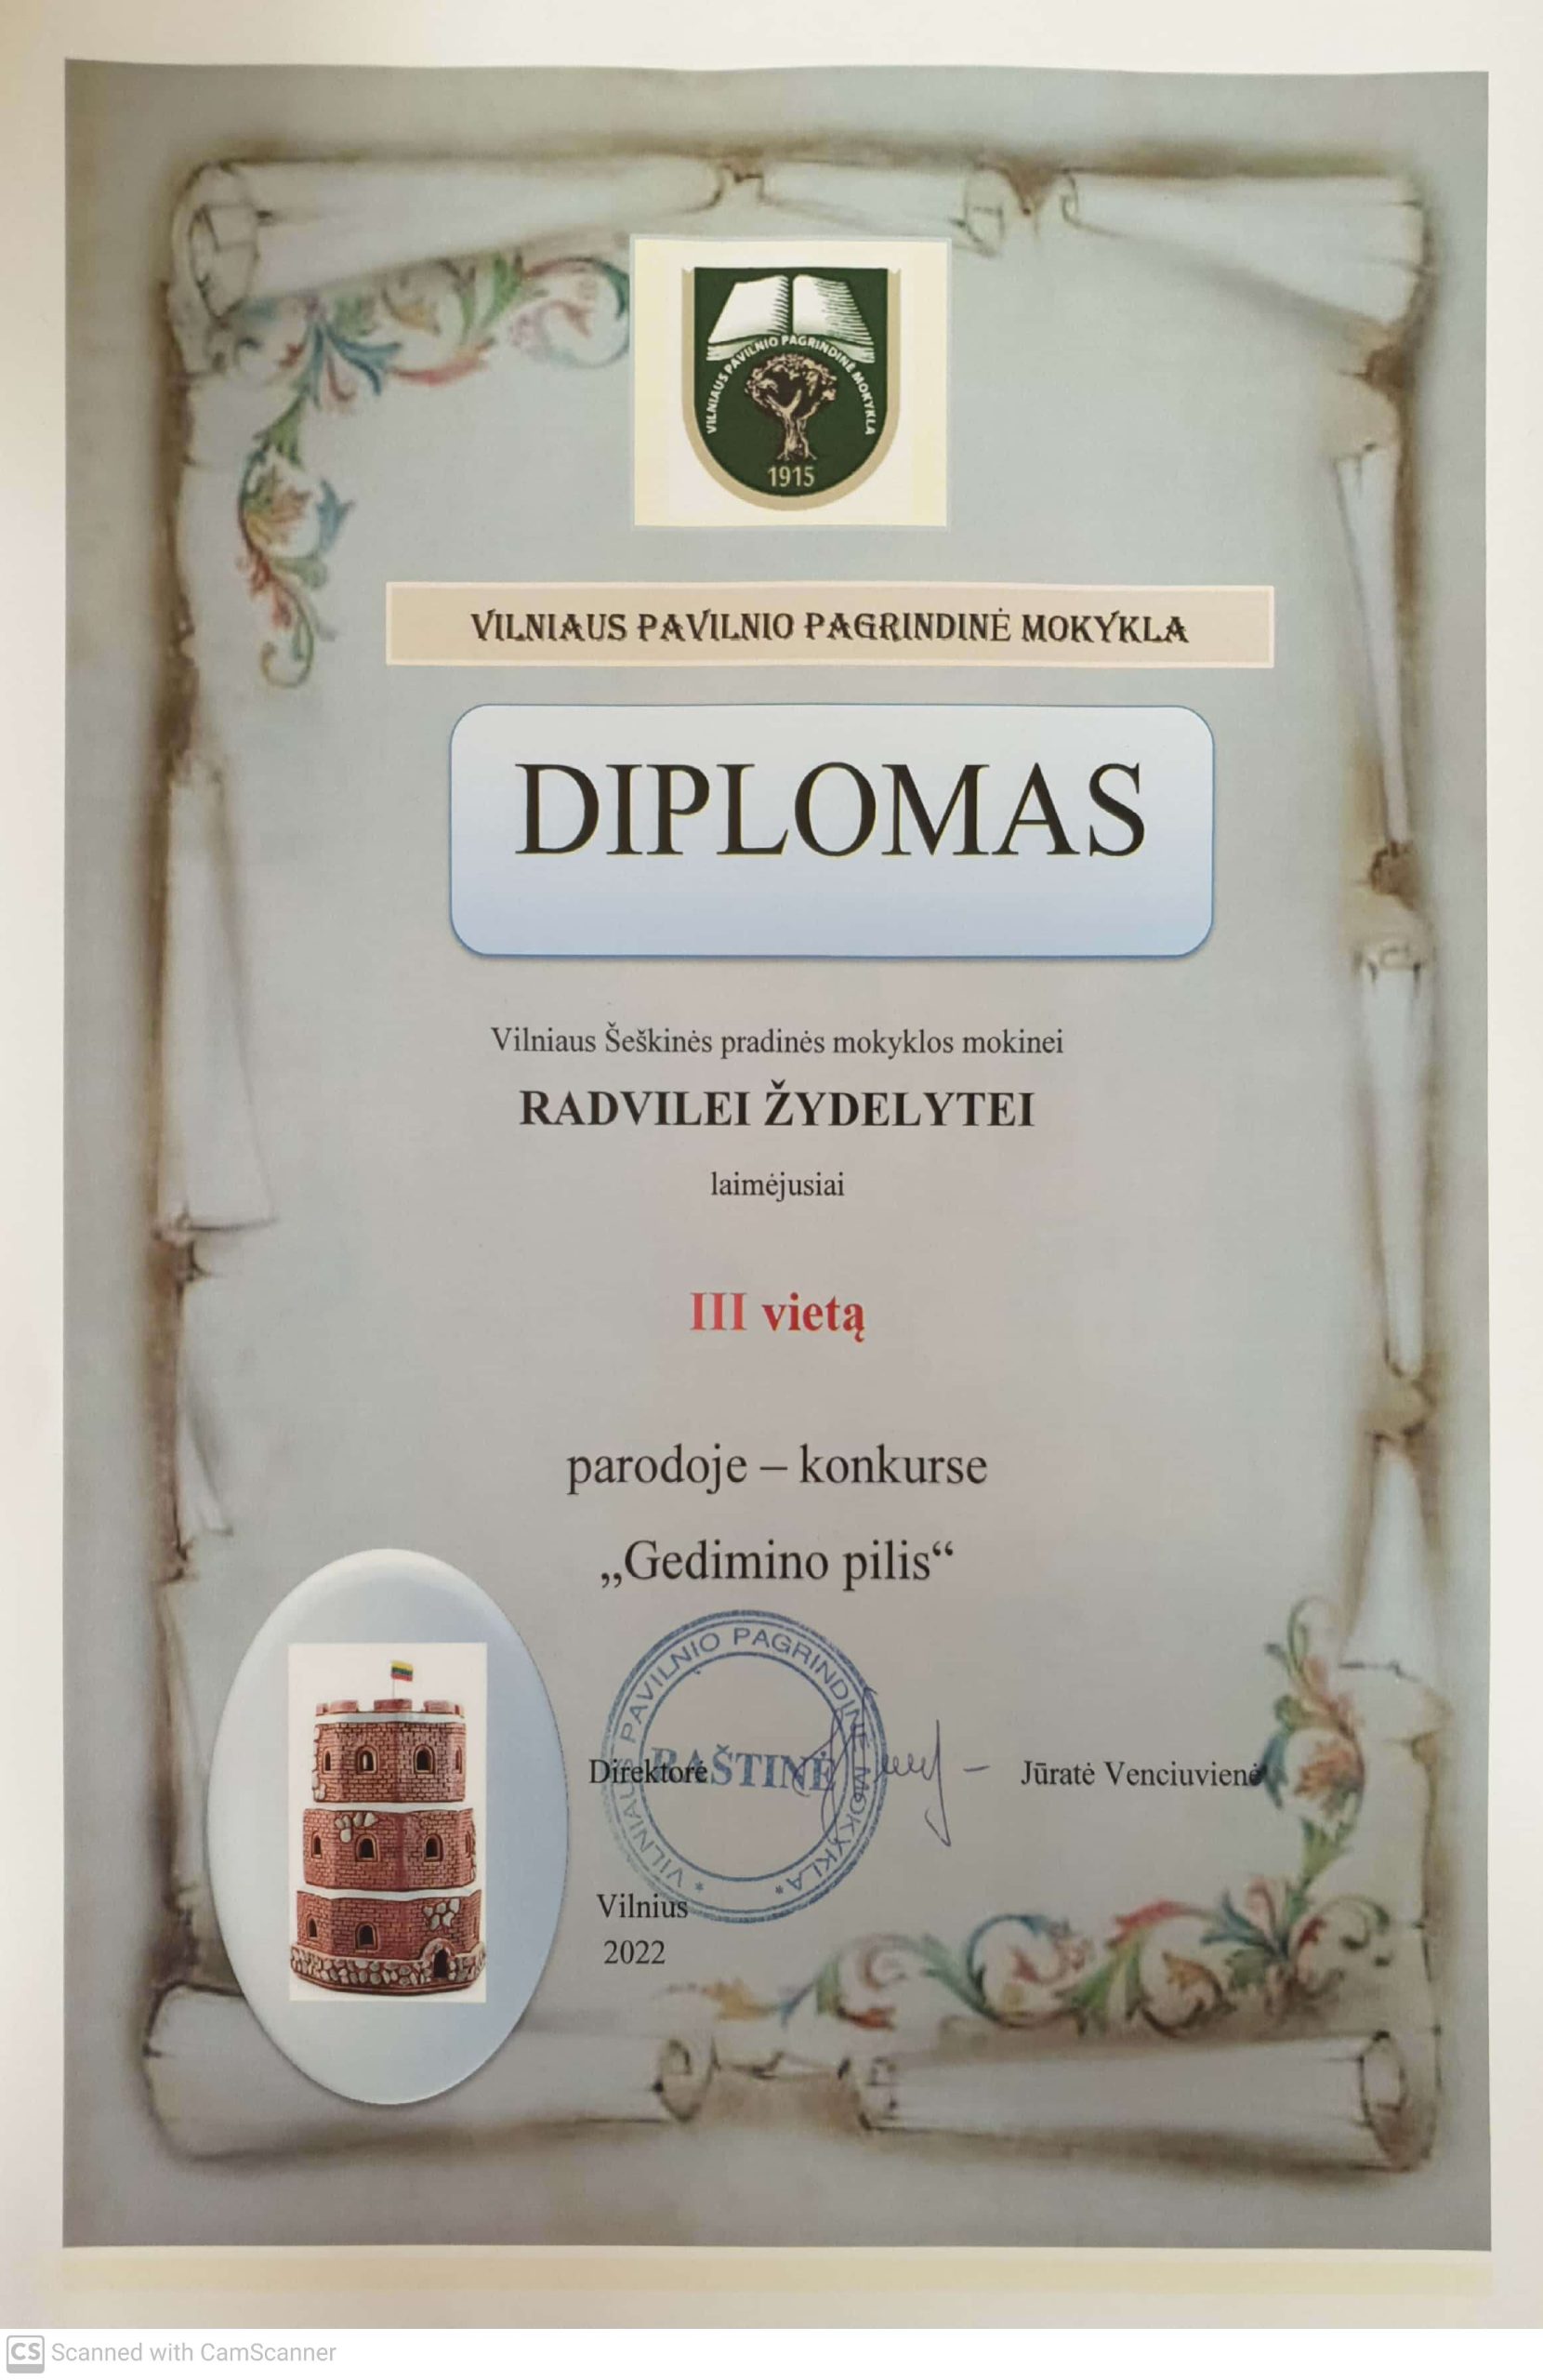 VILNIAUS PAVILNIO PAGRINDINĖ MOKYKLA
1915
VILNIAUS PAVILNIO PAGRINDINĖ MOKYKLA
DIPLOMAS
Vilniaus Šeškinės pradinės mokyklos mokinei
RADVILEI ŽYDELYTEI
laimėjusiai
III vietą
parodoje – konkurse
„Gedimino pilis“
VILNIAUS PAVILNIO PAGRINDINĖ MOKYKLA
RAŠTINĖ
Direktorė Jūratė Venciuvienė
Vilnius
2022
CS Scanned with CamScanner